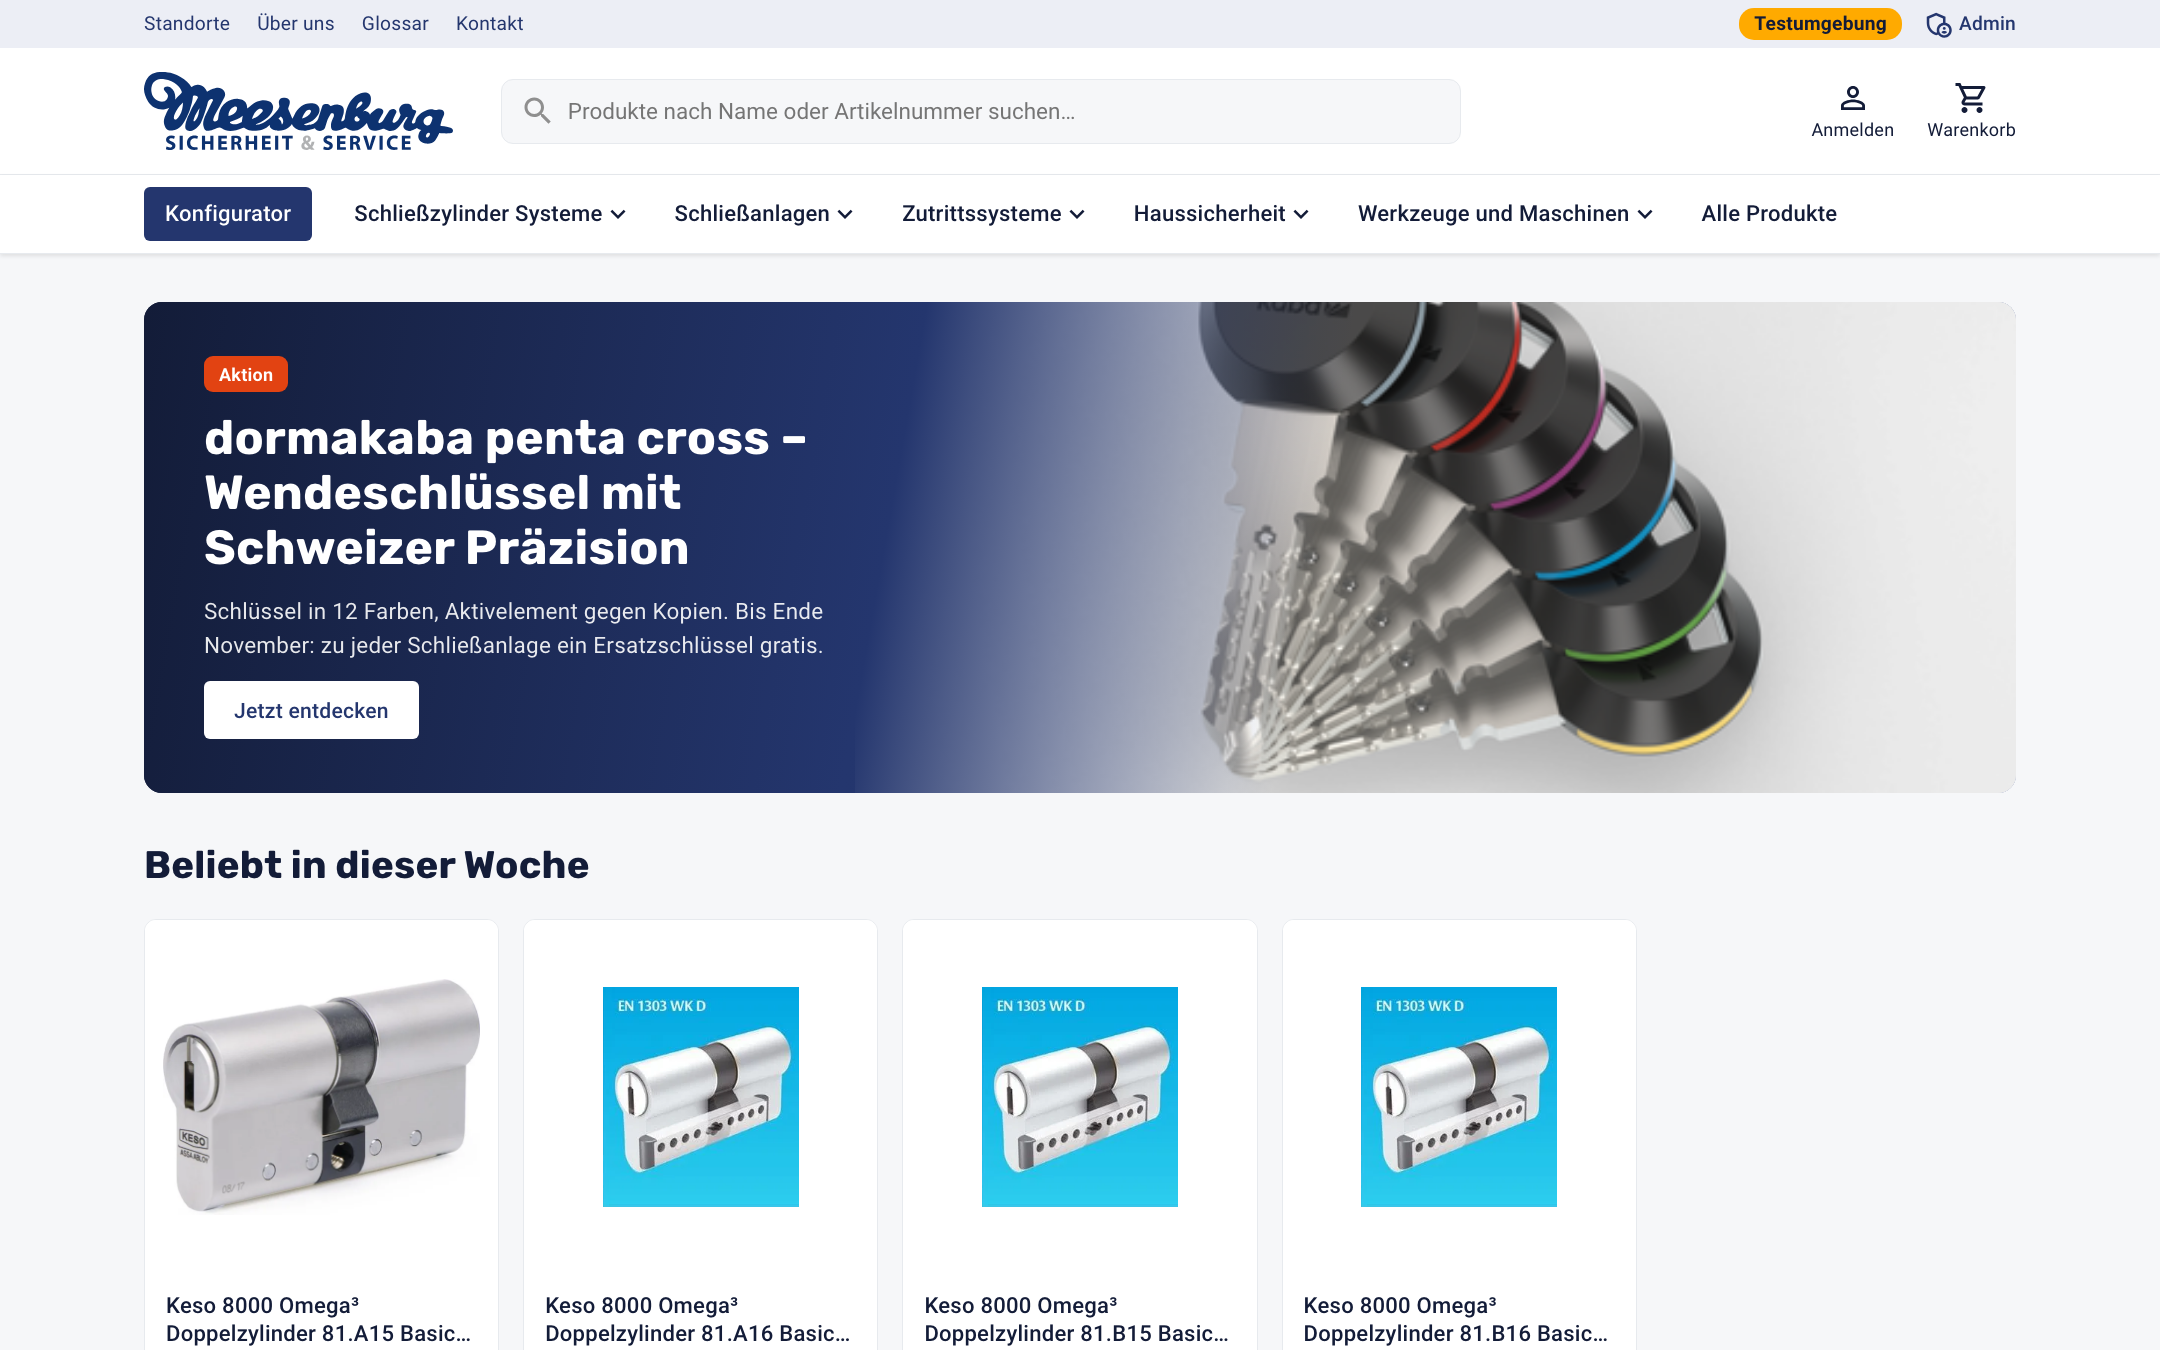 Standorte Über uns Glossar Kontakt Testumgebung Admin
Meesenburg
SICHERHEIT & SERVICE
Produkte nach Name oder Artikelnummer suchen...
Anmelden Warenkorb
Konfigurator Schließzylinder Systeme Schließanlagen Zutrittssysteme Haussicherheit Werkzeuge und Maschinen Alle Produkte
kaba
Aktion
dormakaba penta cross –
Wendeschlüssel mit
Schweizer Präzision
Schlüssel in 12 Farben, Aktivelement gegen Kopien. Bis Ende
November: zu jeder Schließanlage ein Ersatzschlüssel gratis.
Jetzt entdecken
Beliebt in dieser Woche
KESO
ASSA ABLOY
08/17
EN 1303 WK D
EN 1303 WK D
EN 1303 WK D
Keso 8000 Omega³
Doppelzylinder 81.A15 Basic...
Keso 8000 Omega³
Doppelzylinder 81.A16 Basic...
Keso 8000 Omega³
Doppelzylinder 81.B15 Basic...
Keso 8000 Omega³
Doppelzylinder 81.B16 Basic...